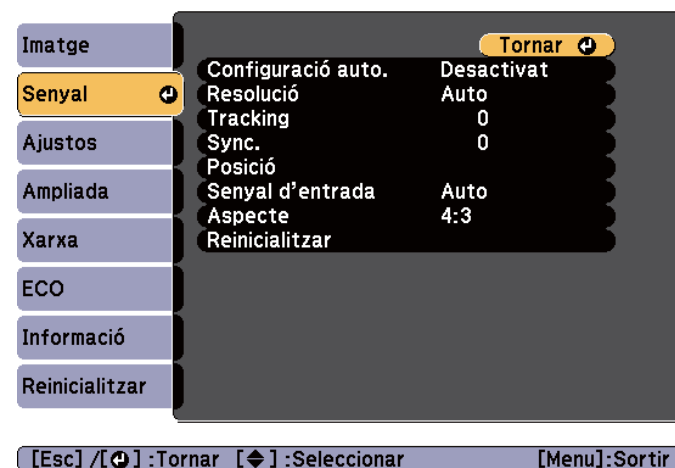 Imatge
Senyal
Ajustos
Ampliada
Xarxa
ECO
Informació
Reinicialitzar
Tornar
Configuració auto. Desactivat
Resolució Auto
Tracking 0
Sync. 0
Posició
Senyal d'entrada Auto
Aspecte 4:3
Reinicialitzar
[Esc] /[⏎] :Tornar [◆] :Seleccionar [Menu]:Sortir